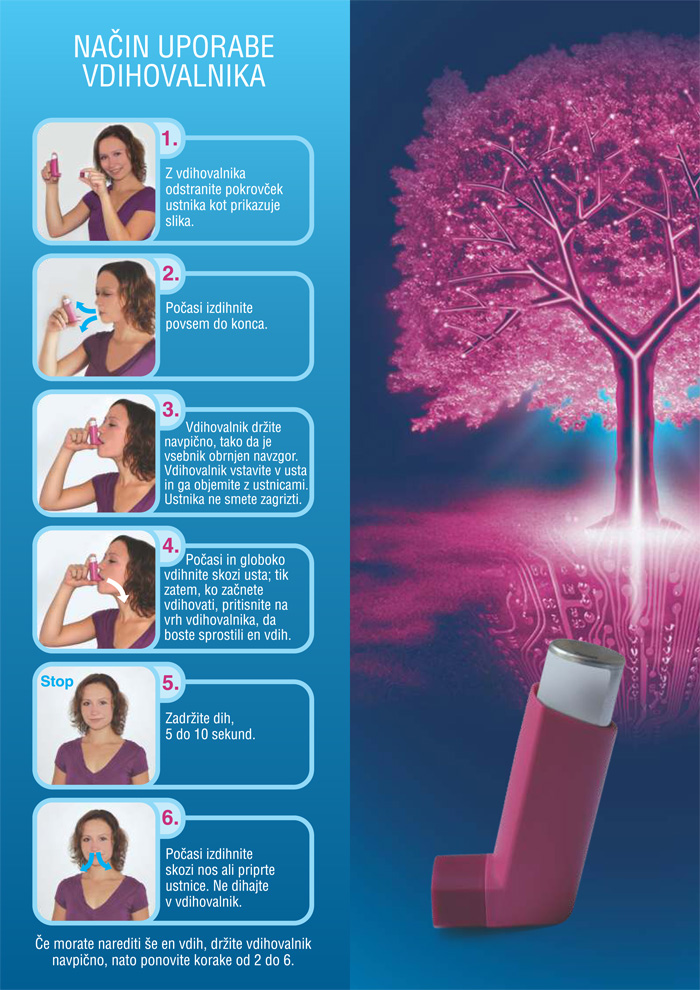 NAČIN UPORABE
VDIHOVALNIKA
1.
Z vdihovalnika
odstranite pokrovček
ustnika kot prikazuje
slika.
2.
Počasi izdihnite
povsem do konca.
3.
Vdihovalnik držite
navpično, tako da je
vsebnik obrnjen navzgor.
Vdihovalnik vstavite v usta
in ga objemite z ustnicami.
Ustnika ne smete zagrizti.
4.
Počasi in globoko
vdihnite skozi usta; tik
zatem, ko začnete
vdihovati, pritisnite na
vrh vdihovalnika, da
boste sprostili en vdih.
Stop
5.
Zadržite dih,
5 do 10 sekund.
6.
Počasi izdihnite
skozi nos ali priprte
ustnice. Ne dihajte
v vdihovalnik.
Če morate narediti še en vdih, držite vdihovalnik
navpično, nato ponovite korake od 2 do 6.